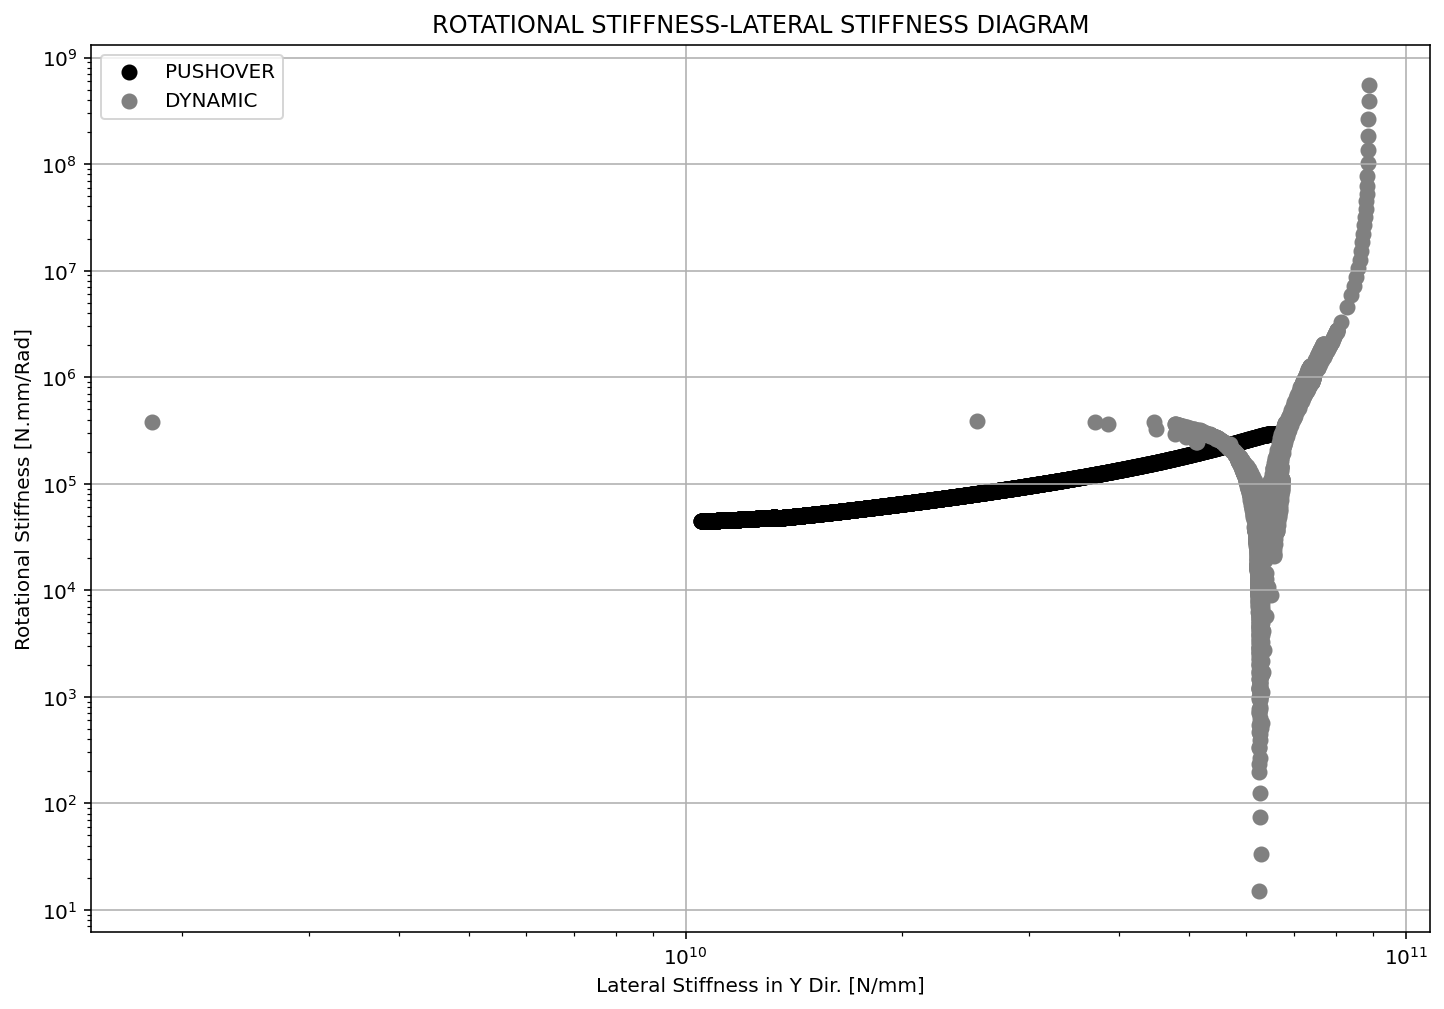 ROTATIONAL STIFFNESS-LATERAL STIFFNESS DIAGRAM
PUSHOVER
DYNAMIC
Rotational Stiffness [N.mm/Rad]
10⁹
10⁸
10⁷
10⁶
10⁵
10⁴
10³
10²
10¹
10¹⁰
10¹¹
Lateral Stiffness in Y Dir. [N/mm]